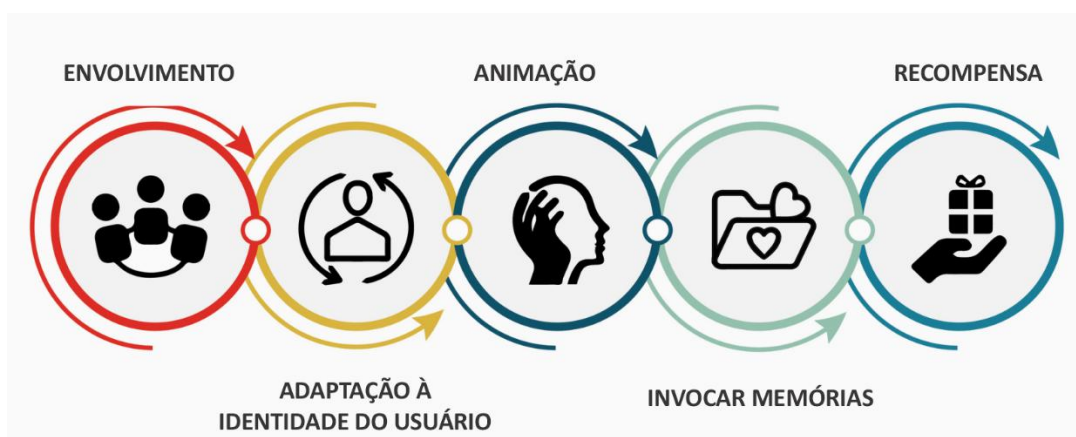 ENVOLVIMENTO
ADAPTAÇÃO À
IDENTIDADE DO USUÁRIO
ANIMAÇÃO
INVOCAR MEMÓRIAS
RECOMPENSA